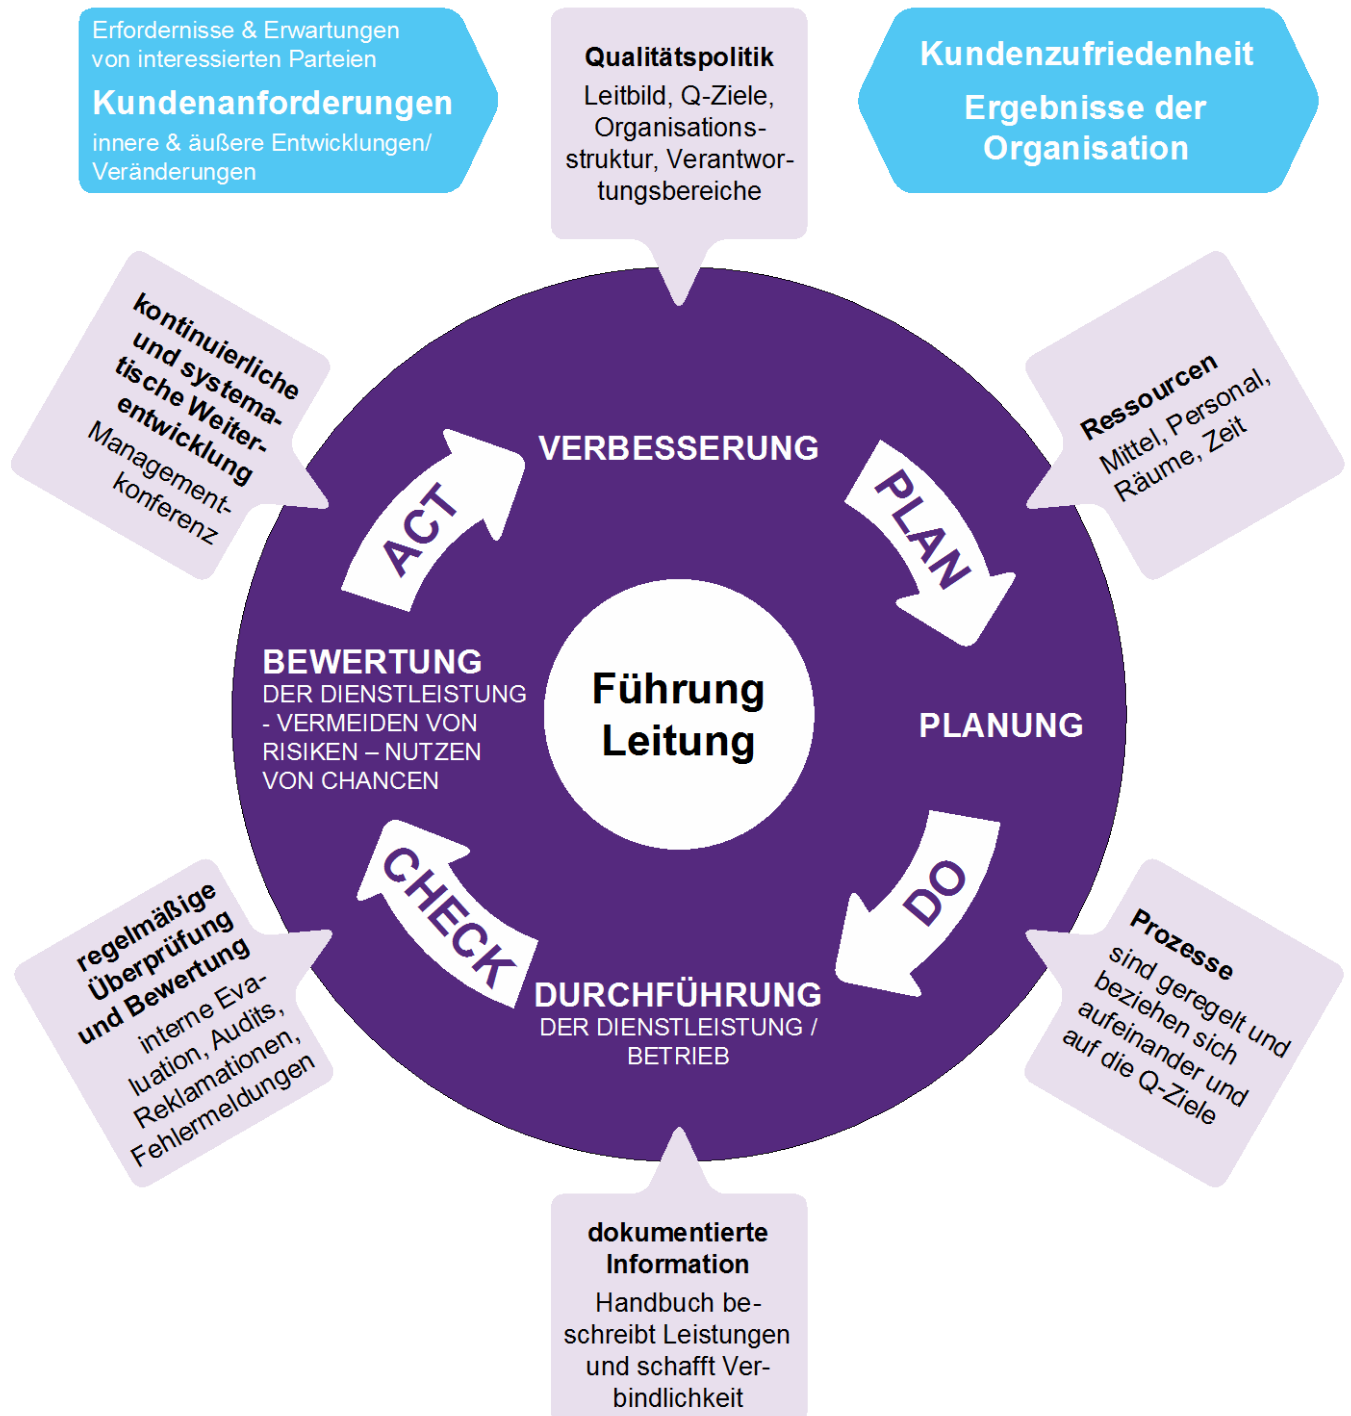 Erfordernisse & Erwartungen
von interessierten Parteien
Kundenanforderungen
innere & äußere Entwicklungen/
Veränderungen
Qualitätspolitik
Leitbild, Q-Ziele,
Organisations-
struktur, Verantwor-
tungsbereiche
Kundenzufriedenheit
Ergebnisse der
Organisation
kontinuierliche
und systema-
tische Weiter-
entwicklung
Management-
konferenz
Ressourcen
Mittel, Personal,
Räume, Zeit
VERBESSERUNG
ACT
PLAN
BEWERTUNG
DER DIENSTLEISTUNG
- VERMEIDEN VON
RISIKEN – NUTZEN
VON CHANCEN
Führung
Leitung
PLANUNG
CHECK
DO
DURCHFÜHRUNG
DER DIENSTLEISTUNG /
BETRIEB
regelmäßige
Überprüfung
und Bewertung
interne Eva-
luation, Audits,
Reklamationen,
Fehlermeldungen
Prozesse
sind geregelt und
beziehen sich
aufeinander und
auf die Q-Ziele
dokumentierte
Information
Handbuch be-
schreibt Leistungen
und schafft Ver-
bindlichkeit